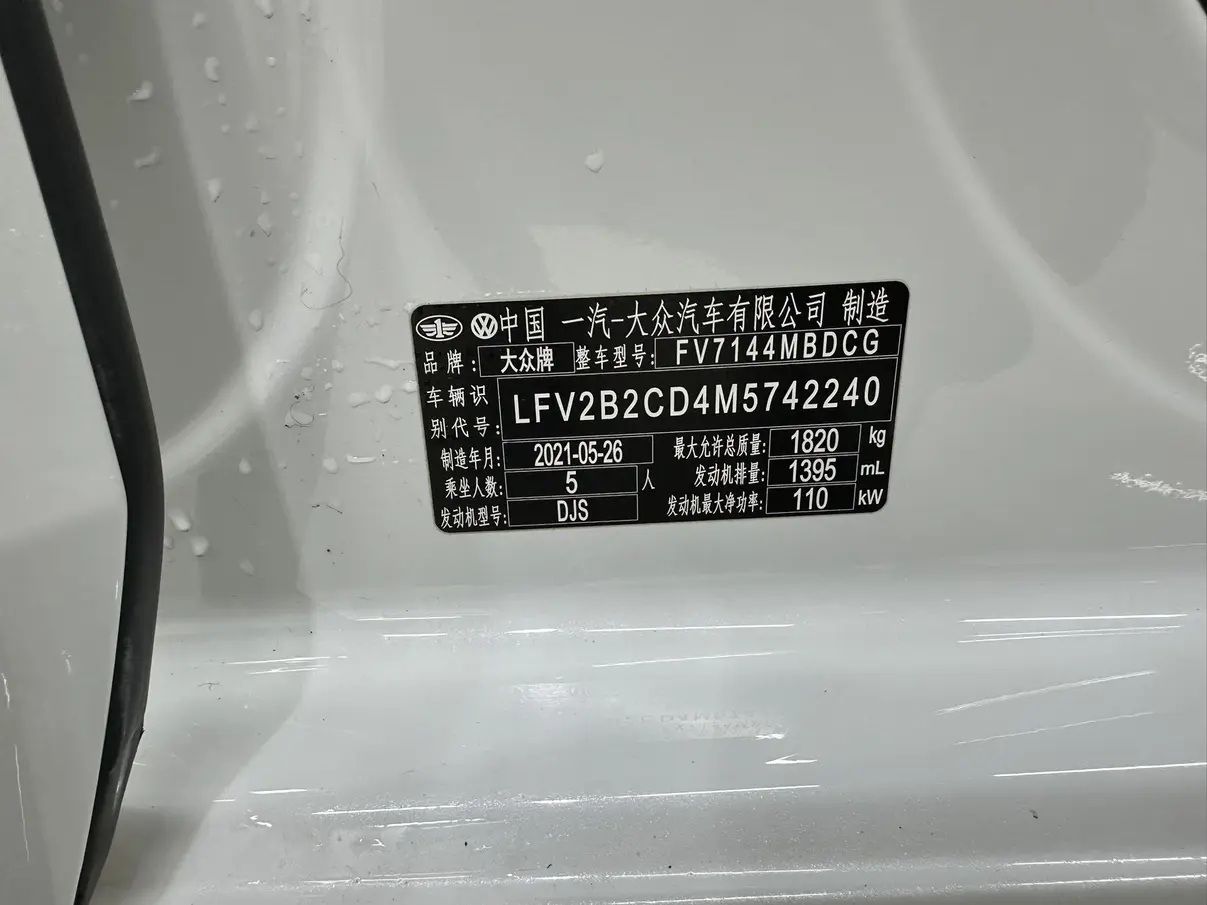 中国 一汽-大众汽车有限公司 制造
品牌: 大众牌 整车型号: FV7144MBDCG
车辆识别代号: LFV2B2CD4M5742240
制造年月: 2021-05-26 最大允许总质量: 1820 kg
乘坐人数: 5 人 发动机排量: 1395 mL
发动机型号: DJS 发动机最大净功率: 110 kW